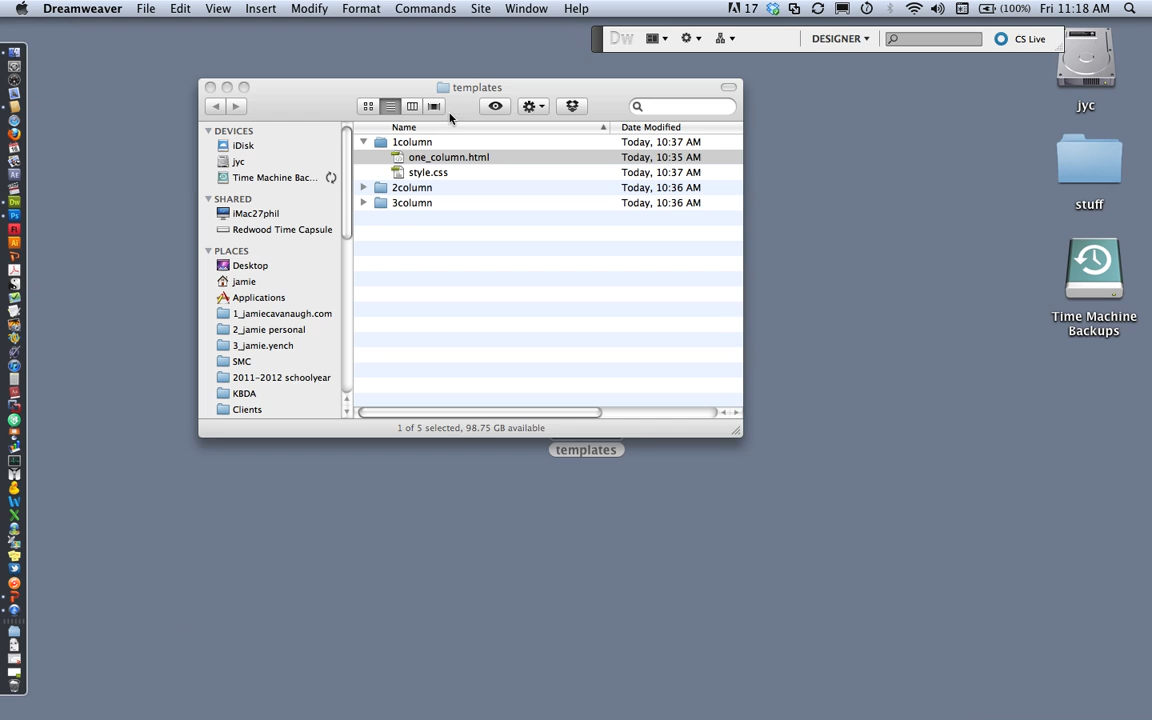 Dreamweaver File Edit View Insert Modify Format Commands Site Window Help 17 (100%) Fri 11:18 AM
Dw DESIGNER CS Live
templates
jyc
Name Date Modified
DEVICES
iDisk
jyc
Time Machine Bac...
SHARED
iMac27phil
Redwood Time Capsule
PLACES
Desktop
jamie
Applications
1_jamiecavanaugh.com
2_jamie personal
3_jamie.yench
SMC
2011-2012 schoolyear
KBDA
Clients
1column Today, 10:37 AM
one_column.html Today, 10:35 AM
style.css Today, 10:37 AM
2column Today, 10:36 AM
3column Today, 10:36 AM
1 of 5 selected, 98.75 GB available
templates
stuff
Time Machine
Backups